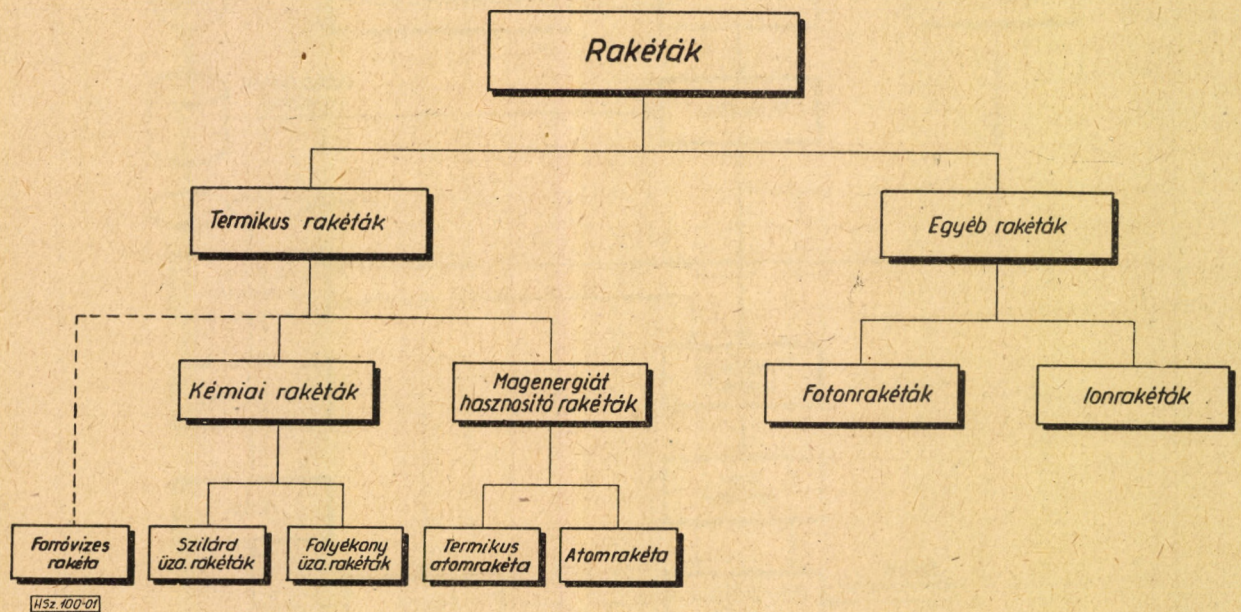 Rakéták
Termikus rakéták
Egyéb rakéták
Kémiai rakéták
Magenergiát
hasznosító rakéták
Fotonrakéták
Ionrakéták
Forróvizes
rakéta
Szilárd
üza. rakéták
Folyékony
üza. rakéták
Termikus
atomrakéta
Atomrakéta
HSz. 100-01